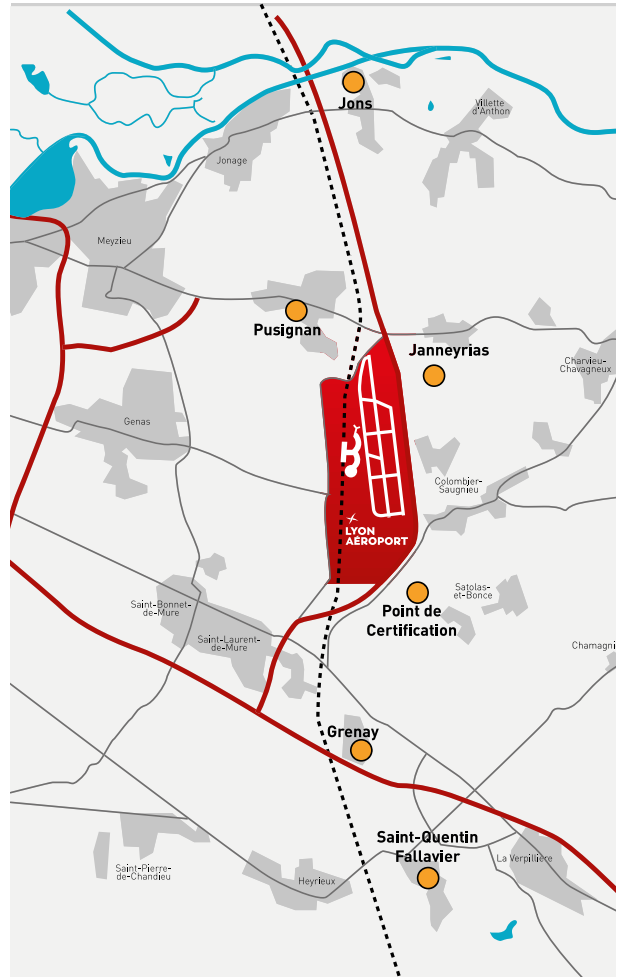 Jons
Villette
d'Anthon
Jonage
Meyzieu
Pusignan
Janneyrias
Charvieu-
Chavagneux
Genas
Colombier-
Saugnieu
LYON
AÉROPORT
Satolas-
et-Bonce
Point de
Certification
Saint-Bonnet-
de-Mure
Saint-Laurent-
de-Mure
Chamagni
Grenay
Saint-Quentin
Fallavier
La Verpillière
Saint-Pierre-
de-Chandieu
Heyrieux